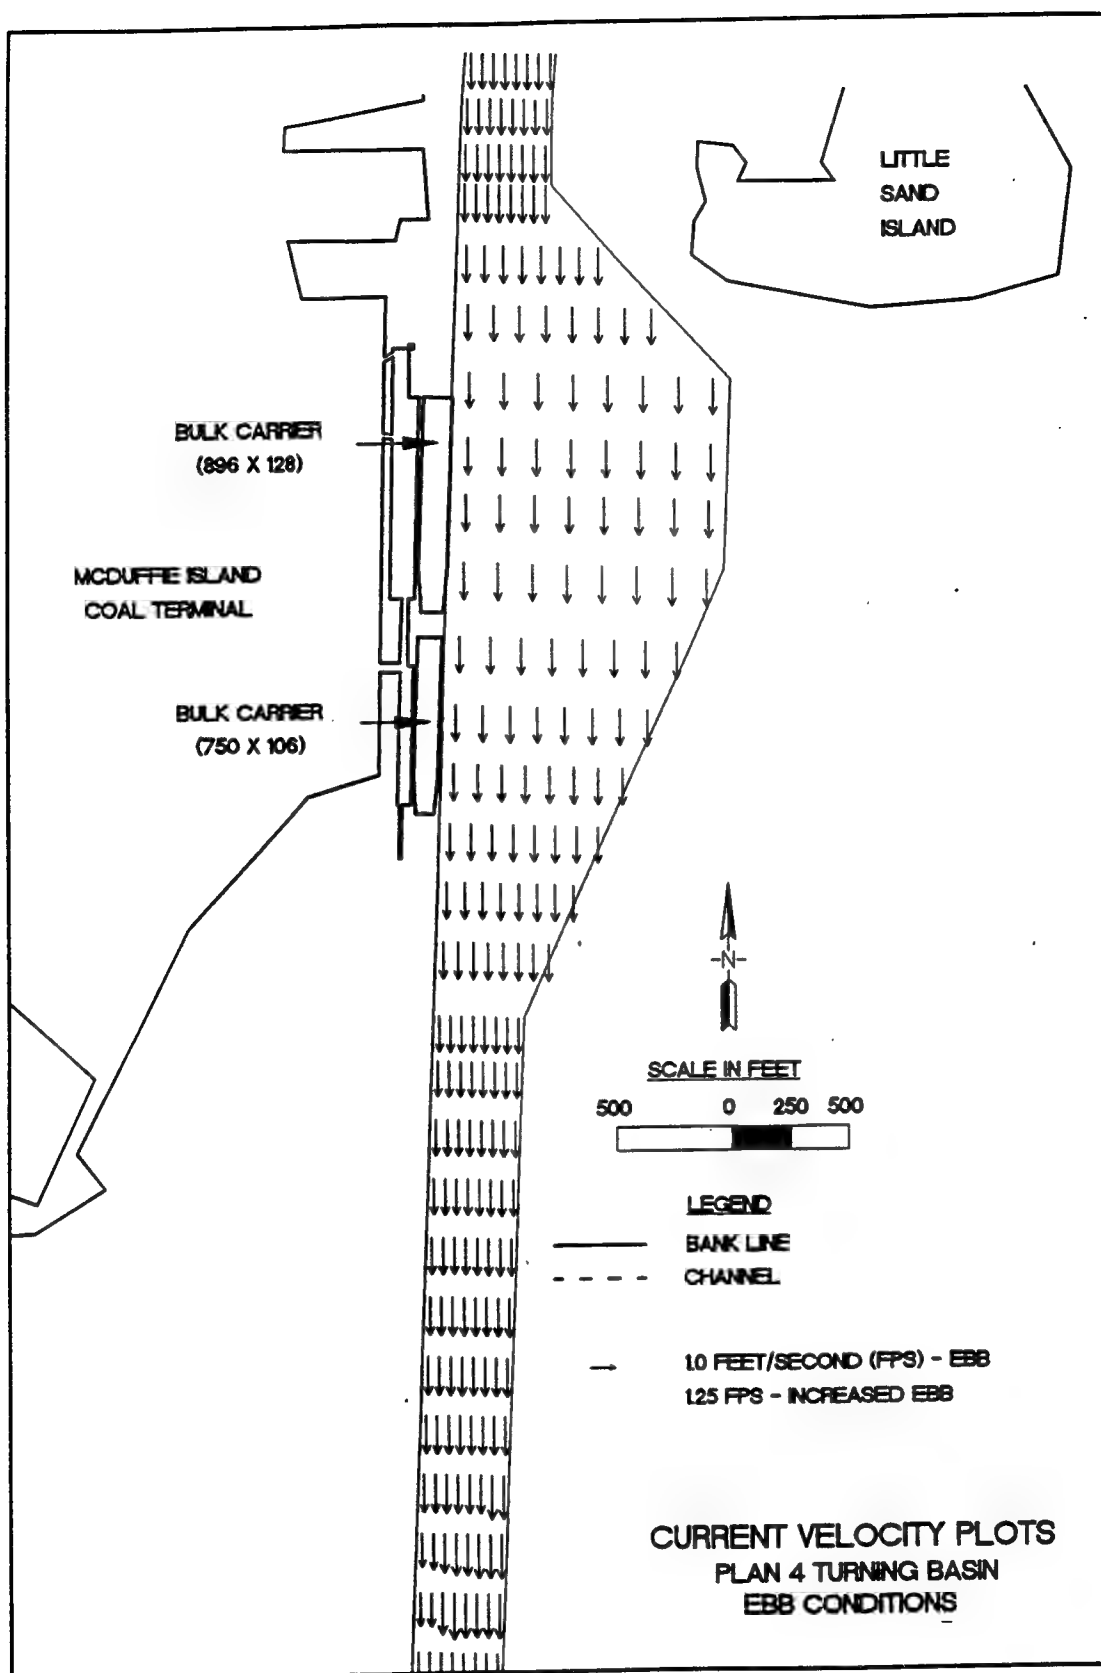 LITTLE
SAND
ISLAND
BULK CARRIER
(896 X 128)
MCDUFFIE ISLAND
COAL TERMINAL
BULK CARRIER
(750 X 106)
-N-
SCALE IN FEET
500 0 250 500
LEGEND
BANK LINE
CHANNEL
1.0 FEET/SECOND (FPS) - EBB
1.25 FPS - INCREASED EBB
CURRENT VELOCITY PLOTS
PLAN 4 TURNING BASIN
EBB CONDITIONS